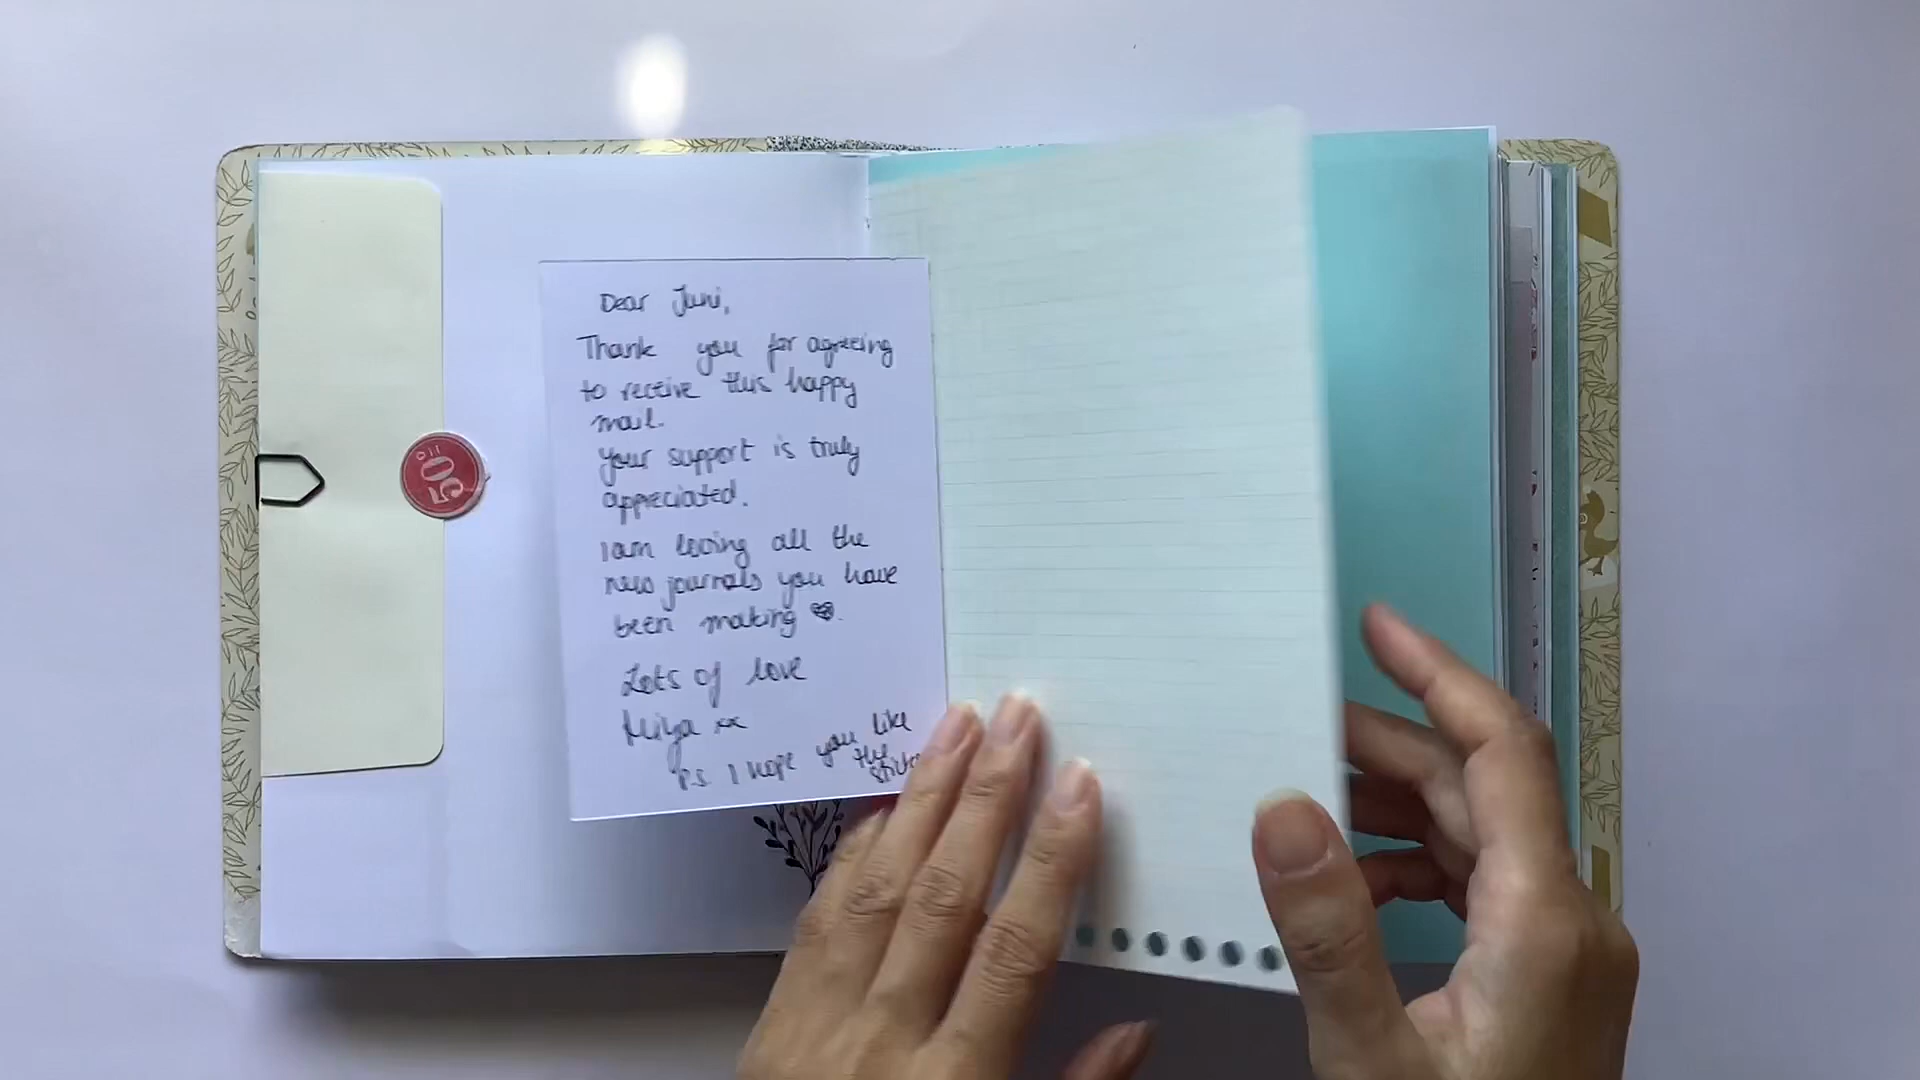 Dear Juni,
Thank you for agreeing
to receive this happy
mail.
Your support is truly
appreciated.
I am loving all the
new journals you have
been making
Lots of love
Miya xx
P.S. I hope you like
the
50